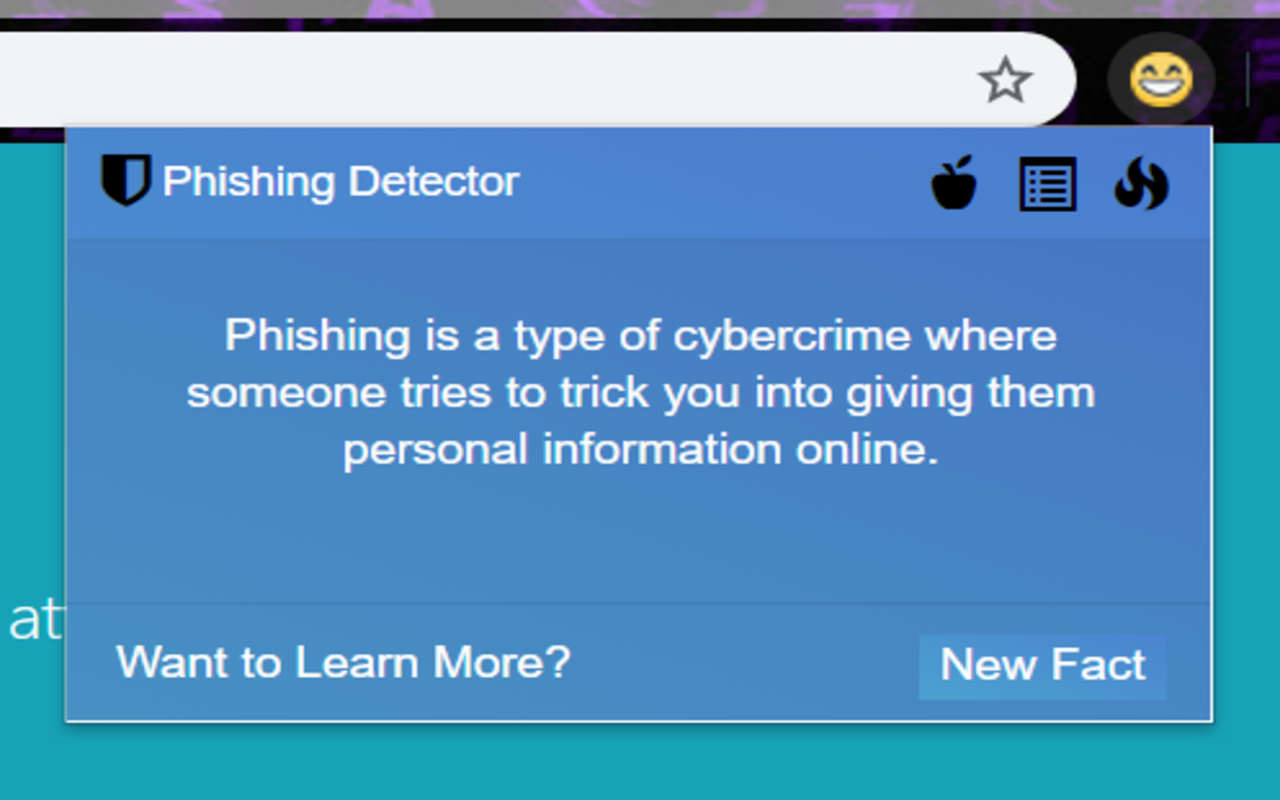 Phishing Detector
Phishing is a type of cybercrime where
someone tries to trick you into giving them
personal information online.
at
Want to Learn More?
New Fact